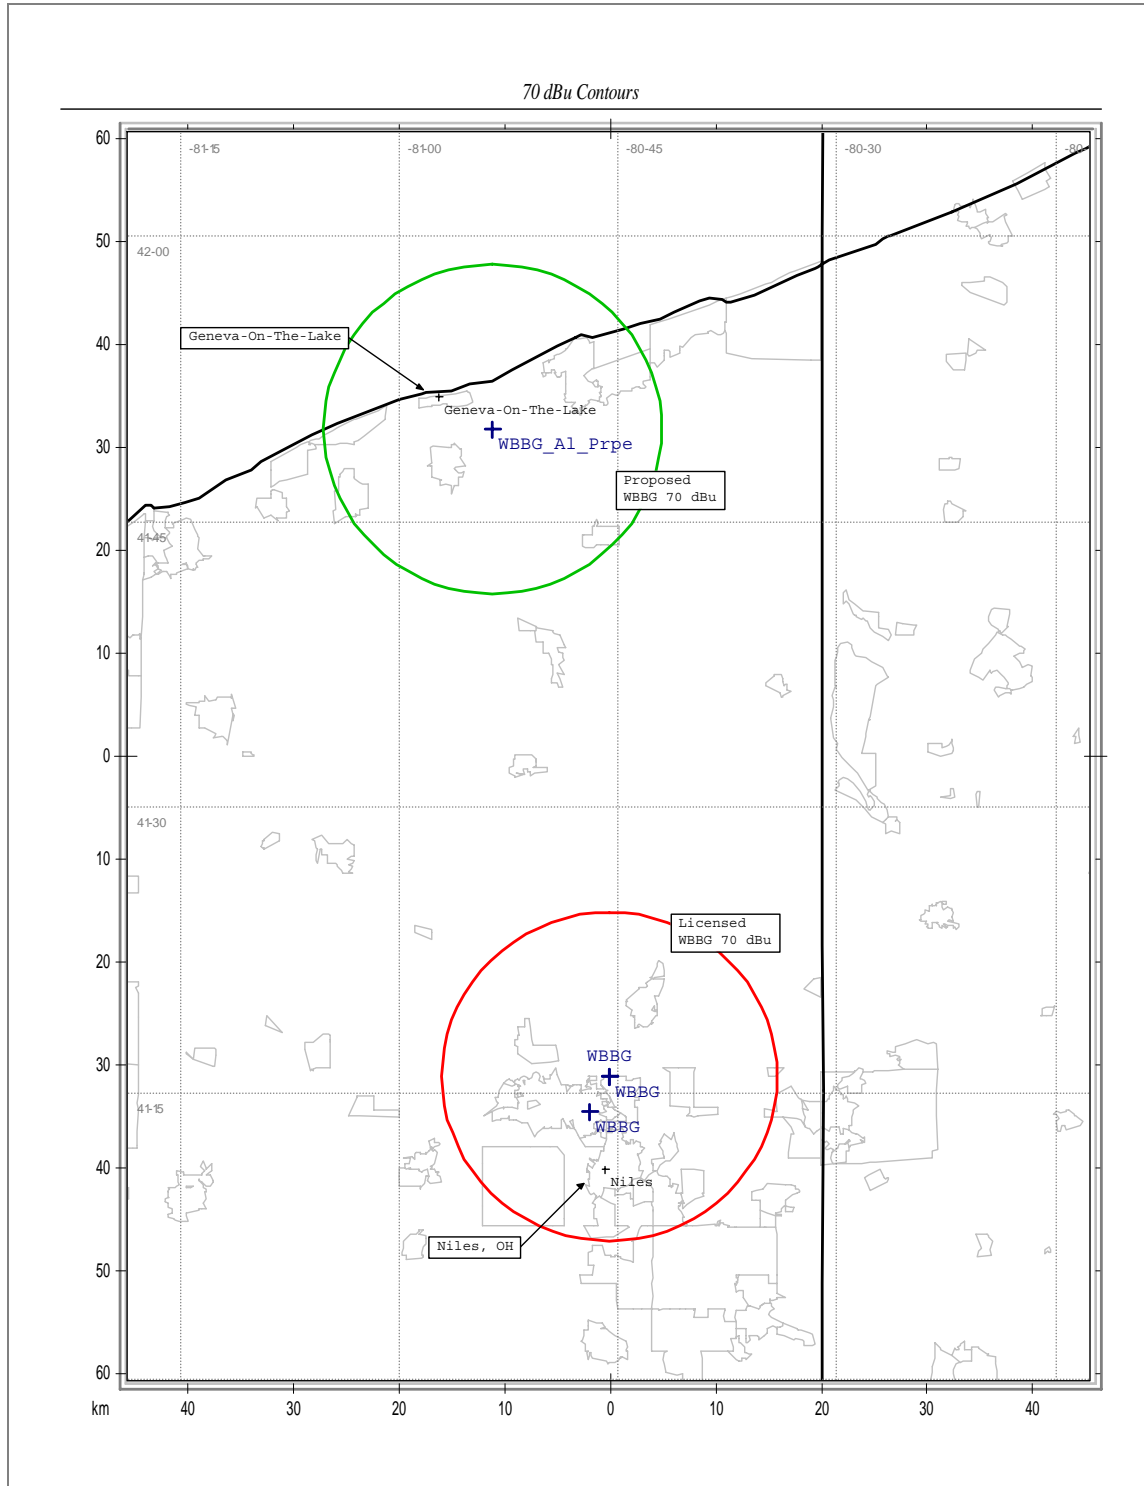 70 dBu Contours
60
-81-15
-81-00
-80-45
-80-30
-80-
50
42-00
40
Geneva-On-The-Lake
Geneva-On-The-Lake
WBBG_Al_Prpe
30
Proposed
WBBG 70 dBu
41-45
20
10
0
41-30
10
Licensed
WBBG 70 dBu
20
WBBG
30
WBBG
41-15
WBBG
40
Niles
Niles, OH
50
60
km
40
30
20
10
0
10
20
30
40